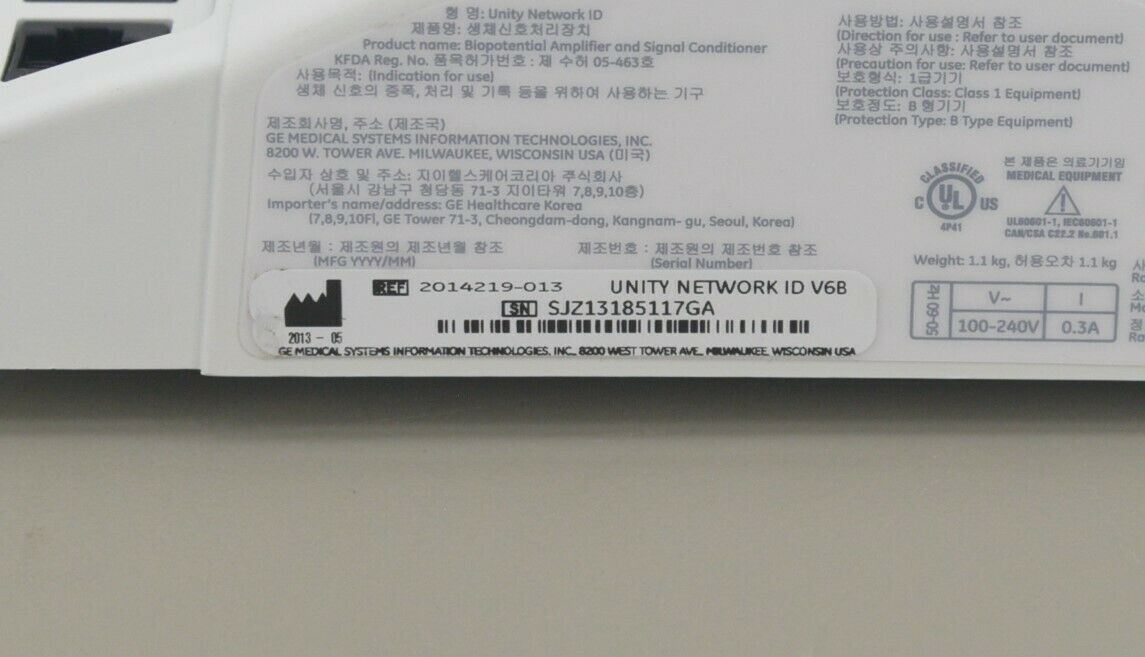 형 명: Unity Network ID
제품명: 생체신호처리장치
Product name: Biopotential Amplifier and Signal Conditioner
KFDA Reg. No. 품목허가번호 : 제 수허 05-463호
사용목적: (Indication for use)
생체 신호의 증폭, 처리 및 기록 등을 위하여 사용하는 기구
제조회사명, 주소 (제조국)
GE MEDICAL SYSTEMS INFORMATION TECHNOLOGIES, INC.
8200 W. TOWER AVE. MILWAUKEE, WISCONSIN USA (미국)
수입자 상호 및 주소: 지이헬스케어코리아 주식회사
(서울시 강남구 청담동 71-3 지이타워 7,8,9,10층)
Importer's name/address: GE Healthcare Korea
(7,8,9,10Fl, GE Tower 71-3, Cheongdam-dong, Kangnam- gu, Seoul, Korea)
제조년월 : 제조원의 제조년월 참조
(MFG YYYY/MM)
제조번호 : 제조원의 제조번호 참조
(Serial Number)
사용방법: 사용설명서 참조
(Direction for use : Refer to user document)
사용상 주의사항: 사용설명서 참조
(Precaution for use: Refer to user document)
보호형식: 1급기기
(Protection Class: Class 1 Equipment)
보호정도: B 형기기
(Protection Type: B Type Equipment)
CLASSIFIED
C UL US
4P41
본 제품은 의료기기임
MEDICAL EQUIPMENT
UL60601-1, IEC60601-1
CAN/CSA C22.2 No.601.1
Weight: 1.1 kg, 허용오차 1.1 kg
50-60 Hz
V~ I
100-240V 0.3A
REF 2014219-013 UNITY NETWORK ID V6B
SN SJZ13185117GA
2013 - 05
GE MEDICAL SYSTEMS INFORMATION TECHNOLOGIES, INC. 8200 WEST TOWER AVE., MILWAUKEE, WISCONSIN USA